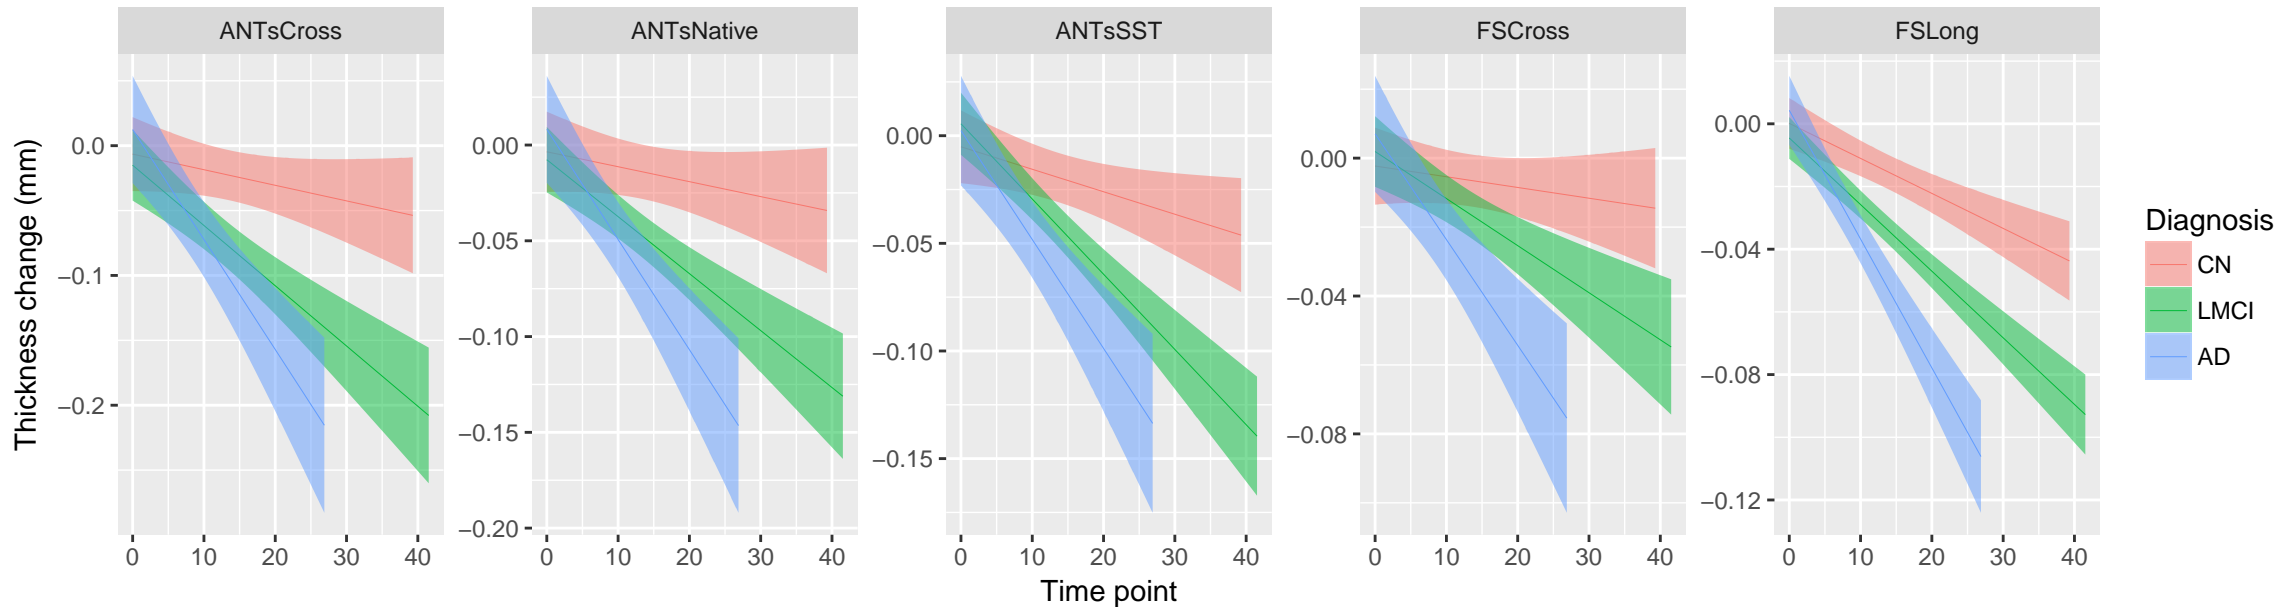 ANTsCross ANTsNative ANTsSST FSCross FSLong
Thickness change (mm)
0.0
−0.1
−0.2
0.00
−0.05
−0.10
−0.15
−0.20
0.00
−0.05
−0.10
−0.15
0.00
−0.04
−0.08
0.00
−0.04
−0.08
−0.12
0 10 20 30 40
0 10 20 30 40
0 10 20 30 40
0 10 20 30 40
0 10 20 30 40
Time point
Diagnosis
CN
LMCI
AD